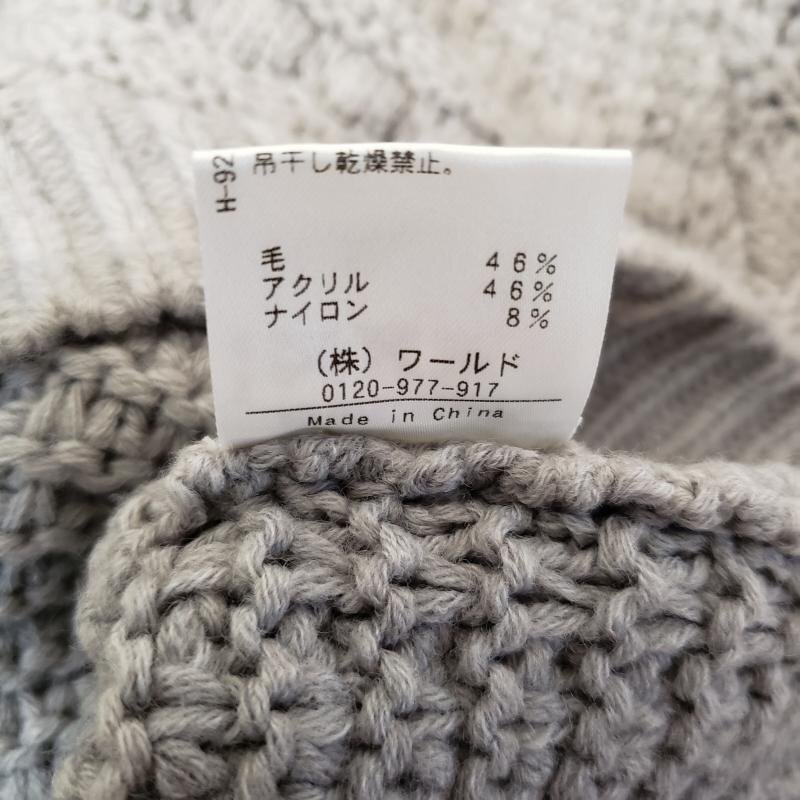 H-92
吊干し乾燥禁止。
毛 46%
アクリル 46%
ナイロン 8%
(株) ワールド
0120-977-917
Made in China